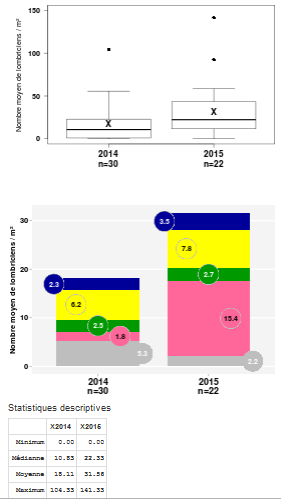 Nombre moyen de lombriciens / m²
150
100
50
0
X
X
2014
n=30
2015
n=22
Nombre moyen de lombriciens / m²
30
20
10
0
2.3
6.2
2.5
1.8
5.3
3.5
7.8
2.7
15.4
2.2
2014
n=30
2015
n=22
Statistiques descriptives
X2014 X2015
Minimum 0.00 0.00
Médianne 10.83 22.33
Moyenne 18.11 31.56
Maximum 104.33 141.33